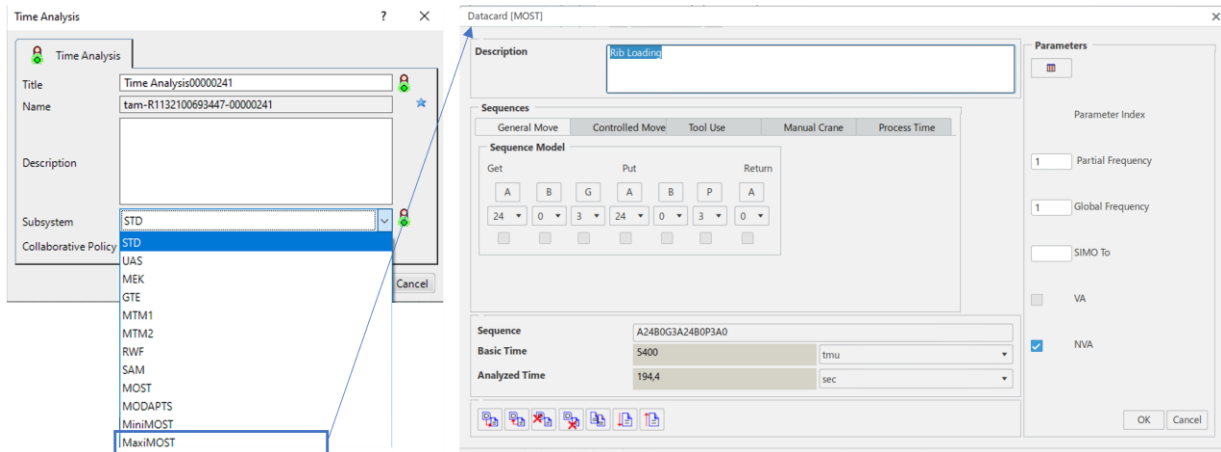 Time Analysis ? ×
Time Analysis
Title Time Analysis00000241
Name tam-R1132100693447-00000241
Description
Subsystem STD
Collaborative Policy STD
UAS
MEK
GTE
MTM1
MTM2
RWF
SAM
MOST
MODAPTS
MiniMOST
MaxiMOST
Cancel
Datacard [MOST] ×
Description Rib Loading
Sequences
General Move Controlled Move Tool Use Manual Crane Process Time
Sequence Model
Get Put Return
A B G A B P A
24 0 3 24 0 3 0
Sequence A24B0G3A24B0P3A0
Basic Time 5400 tmu
Analyzed Time 194,4 sec
Parameters
Parameter Index
1 Partial Frequency
1 Global Frequency
SIMO To
VA
NVA
OK Cancel